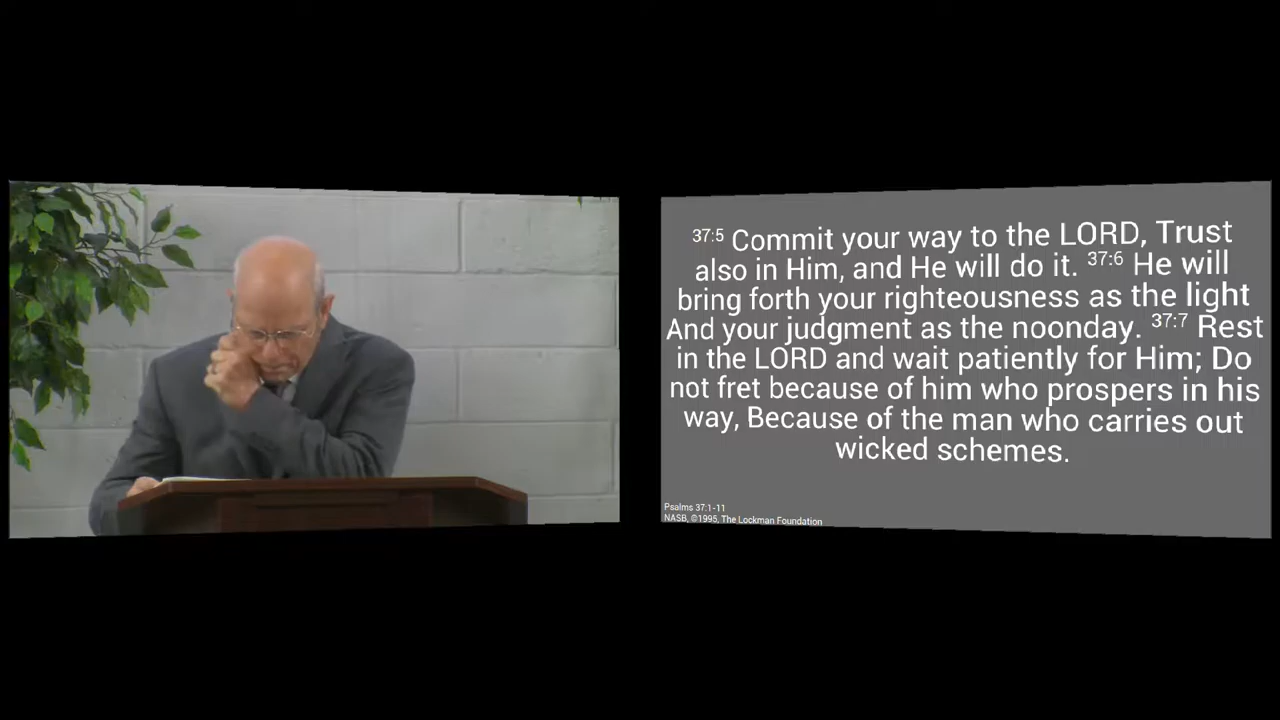 37:5 Commit your way to the LORD, Trust
also in Him, and He will do it. 37:6 He will
bring forth your righteousness as the light
And your judgment as the noonday. 37:7 Rest
in the LORD and wait patiently for Him; Do
not fret because of him who prospers in his
way, Because of the man who carries out
wicked schemes.
Psalms 37:1-11
NASB, ©1995, The Lockman Foundation